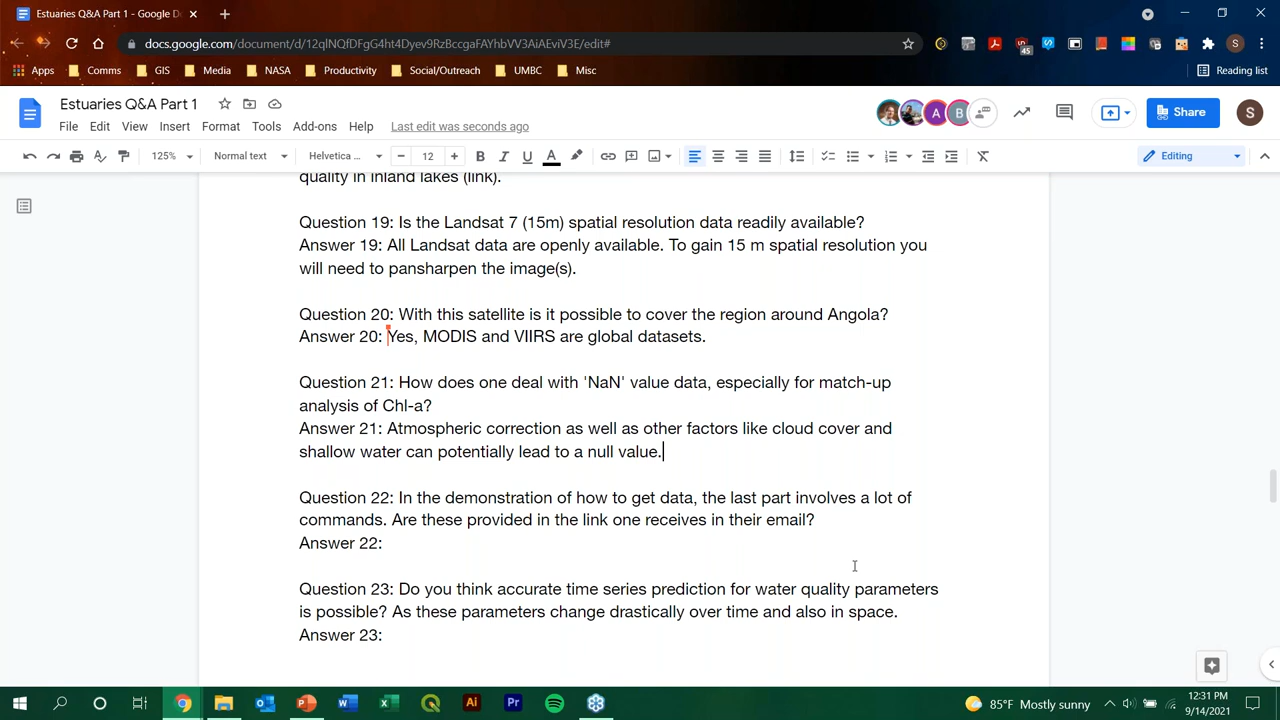 Estuaries Q&A Part 1 - Google D
docs.google.com/document/d/12qlNQfDFgG4ht4Dyev9RzBccgaFAYhbVV3AiAEviV3E/edit#
45
S
Apps
Comms
GIS
Media
NASA
Productivity
Social/Outreach
UMBC
Misc
Reading list
Estuaries Q&A Part 1
File Edit View Insert Format Tools Add-ons Help Last edit was seconds ago
A
B
Share
S
125% Normal text Helvetica ... 12 B I U A Editing
quality in inland lakes (link).
Question 19: Is the Landsat 7 (15m) spatial resolution data readily available?
Answer 19: All Landsat data are openly available. To gain 15 m spatial resolution you
will need to pansharpen the image(s).
Question 20: With this satellite is it possible to cover the region around Angola?
Answer 20: Yes, MODIS and VIIRS are global datasets.
Question 21: How does one deal with 'NaN' value data, especially for match-up
analysis of Chl-a?
Answer 21: Atmospheric correction as well as other factors like cloud cover and
shallow water can potentially lead to a null value.
Question 22: In the demonstration of how to get data, the last part involves a lot of
commands. Are these provided in the link one receives in their email?
Answer 22:
Question 23: Do you think accurate time series prediction for water quality parameters
is possible? As these parameters change drastically over time and also in space.
Answer 23:
Ai
Pr
85°F Mostly sunny
12:31 PM
9/14/2021